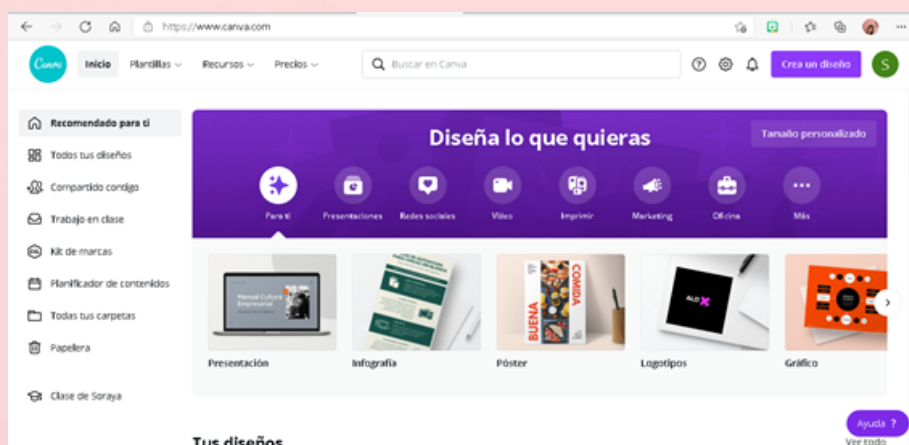 https://www.canva.com
Canva
Inicio
Plantillas
Recursos
Precios
Buscar en Canva
Crea un diseño
S
Recomendado para ti
Todos tus diseños
Compartido contigo
Trabajo en clase
Kit de marcas
Planificador de contenidos
Todas tus carpetas
Papelera
Clase de Soraya
Diseña lo que quieras
Tamaño personalizado
Para ti
Presentaciones
Redes sociales
Vídeo
Imprimir
Marketing
Oficina
Más
Manual Cultura
Empresarial
BUENA
COMIDA
ALD X
Presentación
Infografía
Póster
Logotipos
Gráfico
Tus diseños
Ayuda ?
Ver todo